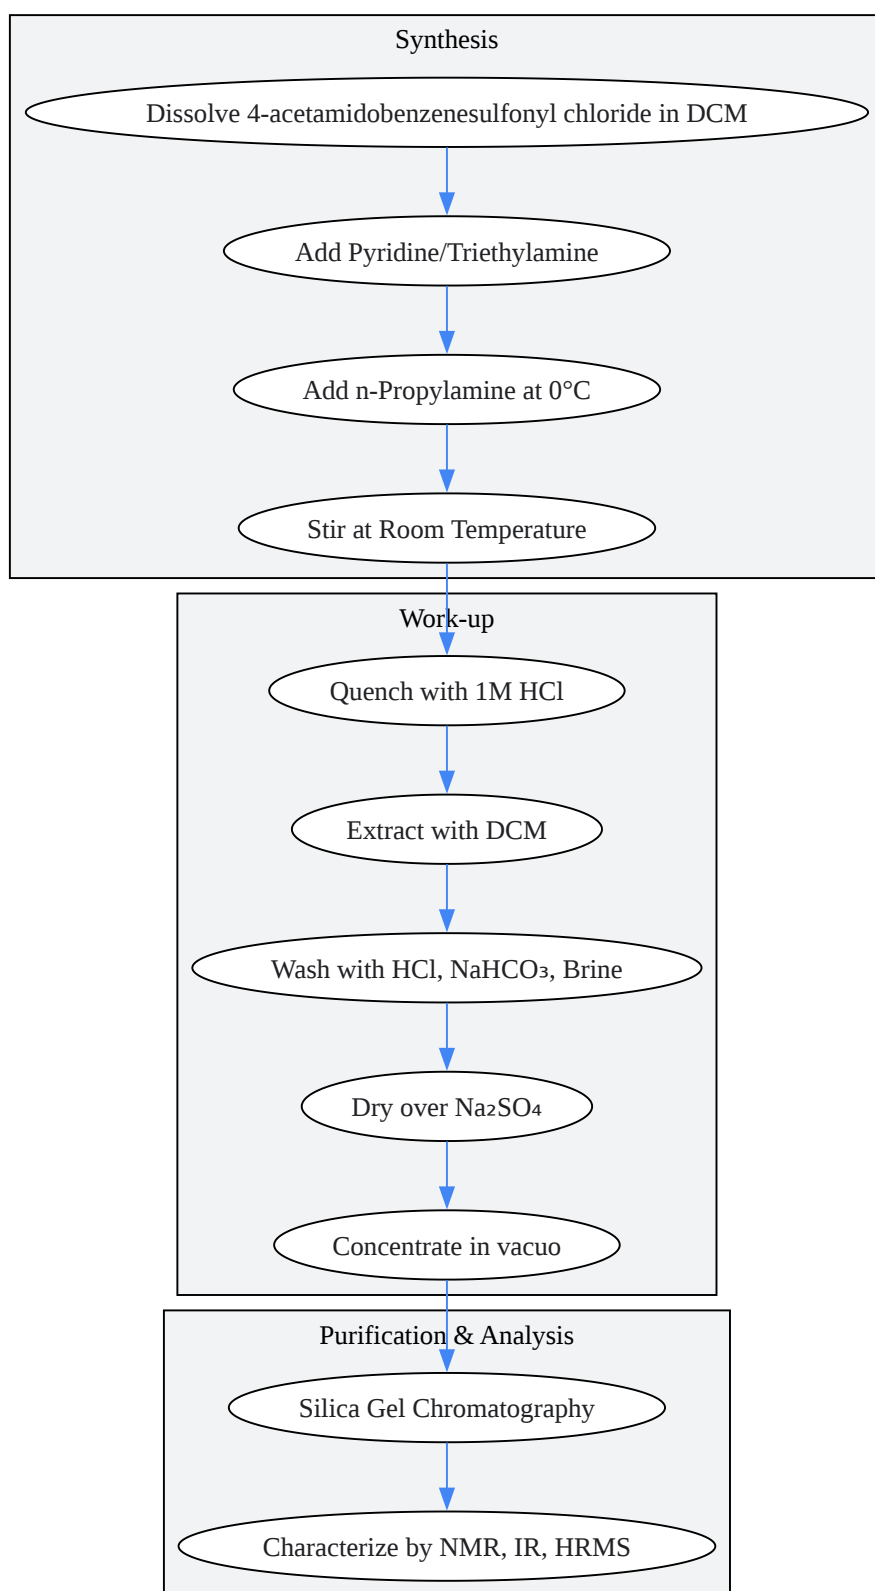 Synthesis
Dissolve 4-acetamidobenzenesulfonyl chloride in DCM
Add Pyridine/Triethylamine
Add n-Propylamine at 0°C
Stir at Room Temperature
Work-up
Quench with 1M HCl
Extract with DCM
Wash with HCl, NaHCO₃, Brine
Dry over Na₂SO₄
Concentrate in vacuo
Purification & Analysis
Silica Gel Chromatography
Characterize by NMR, IR, HRMS